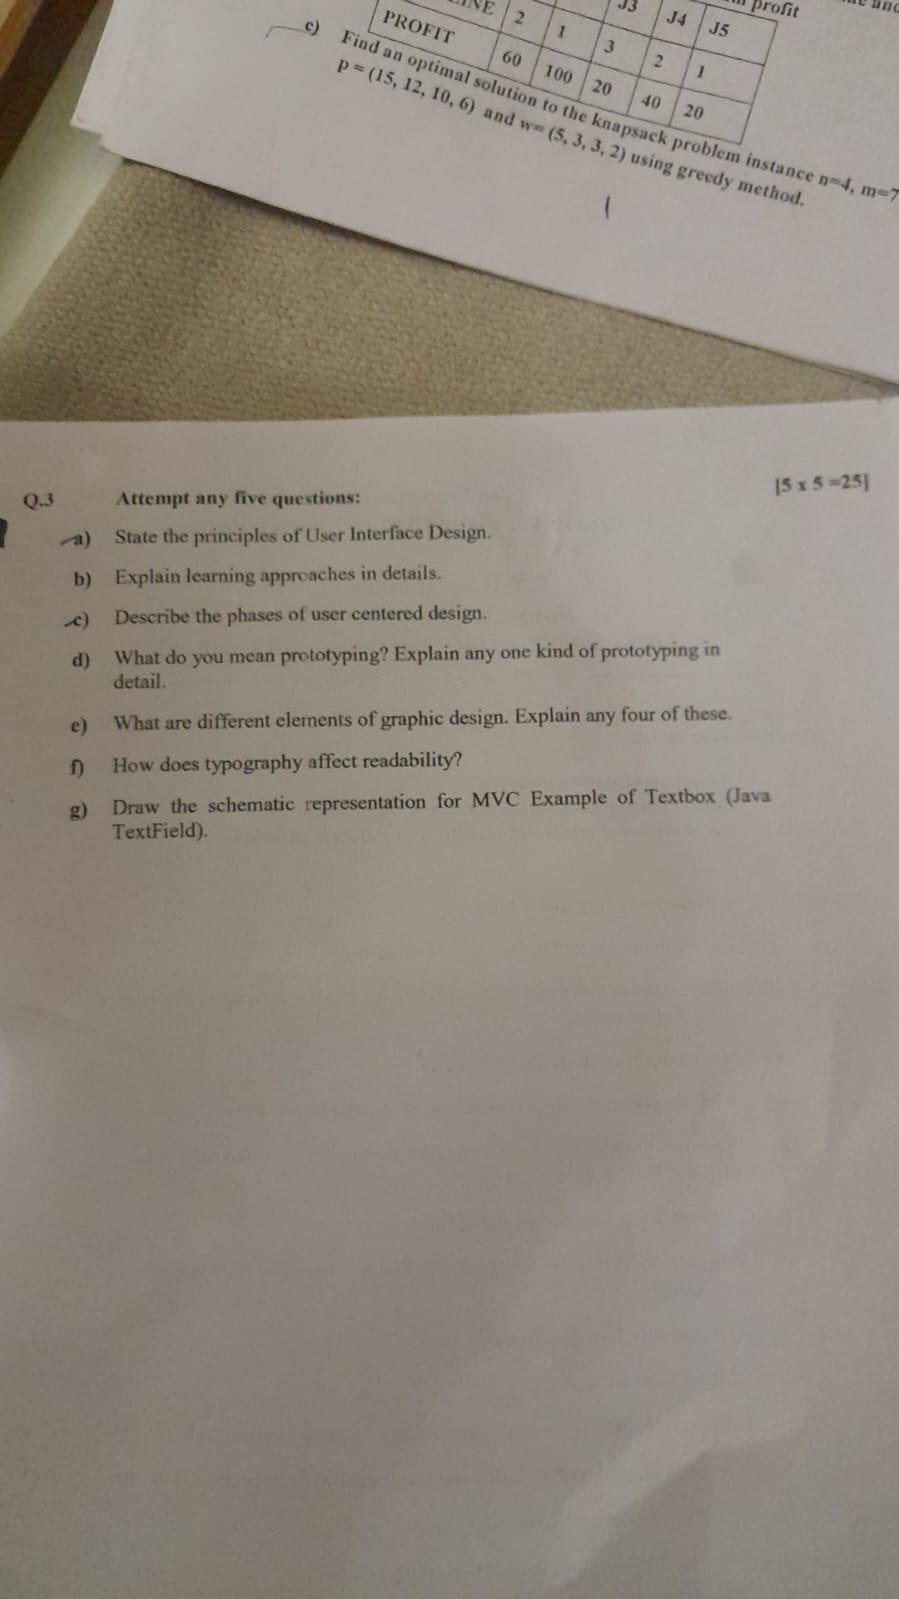 profit
2 1 3 2 1
J4 J5
PROFIT 60 100 20 40 20
c) Find an optimal solution to the knapsack problem instance n=4, m=7
p = (15, 12, 10, 6) and w= (5, 3, 3, 2) using greedy method.
Q.3 Attempt any five questions: [5 x 5 =25]
a) State the principles of User Interface Design.
b) Explain learning approaches in details.
c) Describe the phases of user centered design.
d) What do you mean prototyping? Explain any one kind of prototyping in
detail.
e) What are different elements of graphic design. Explain any four of these.
f) How does typography affect readability?
g) Draw the schematic representation for MVC Example of Textbox (Java
TextField).